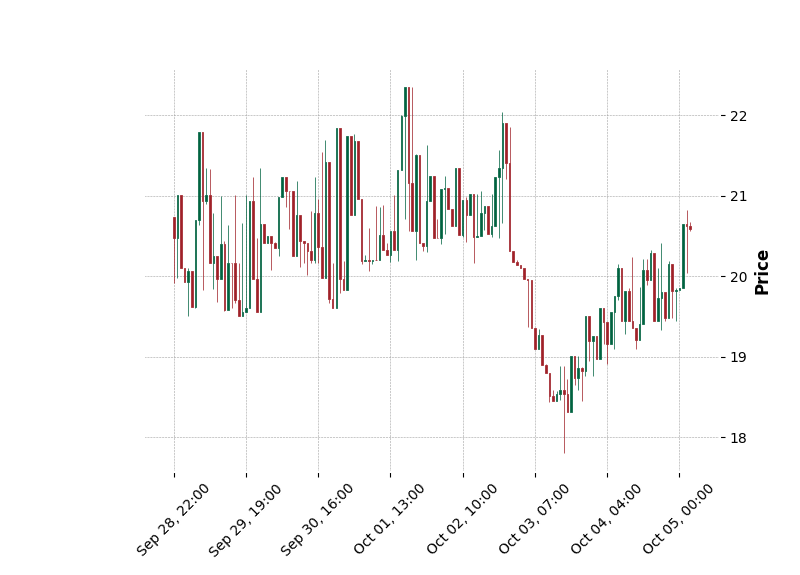 22
21
20
19
18
Price
Sep 28, 22:00
Sep 29, 19:00
Sep 30, 16:00
Oct 01, 13:00
Oct 02, 10:00
Oct 03, 07:00
Oct 04, 04:00
Oct 05, 00:00